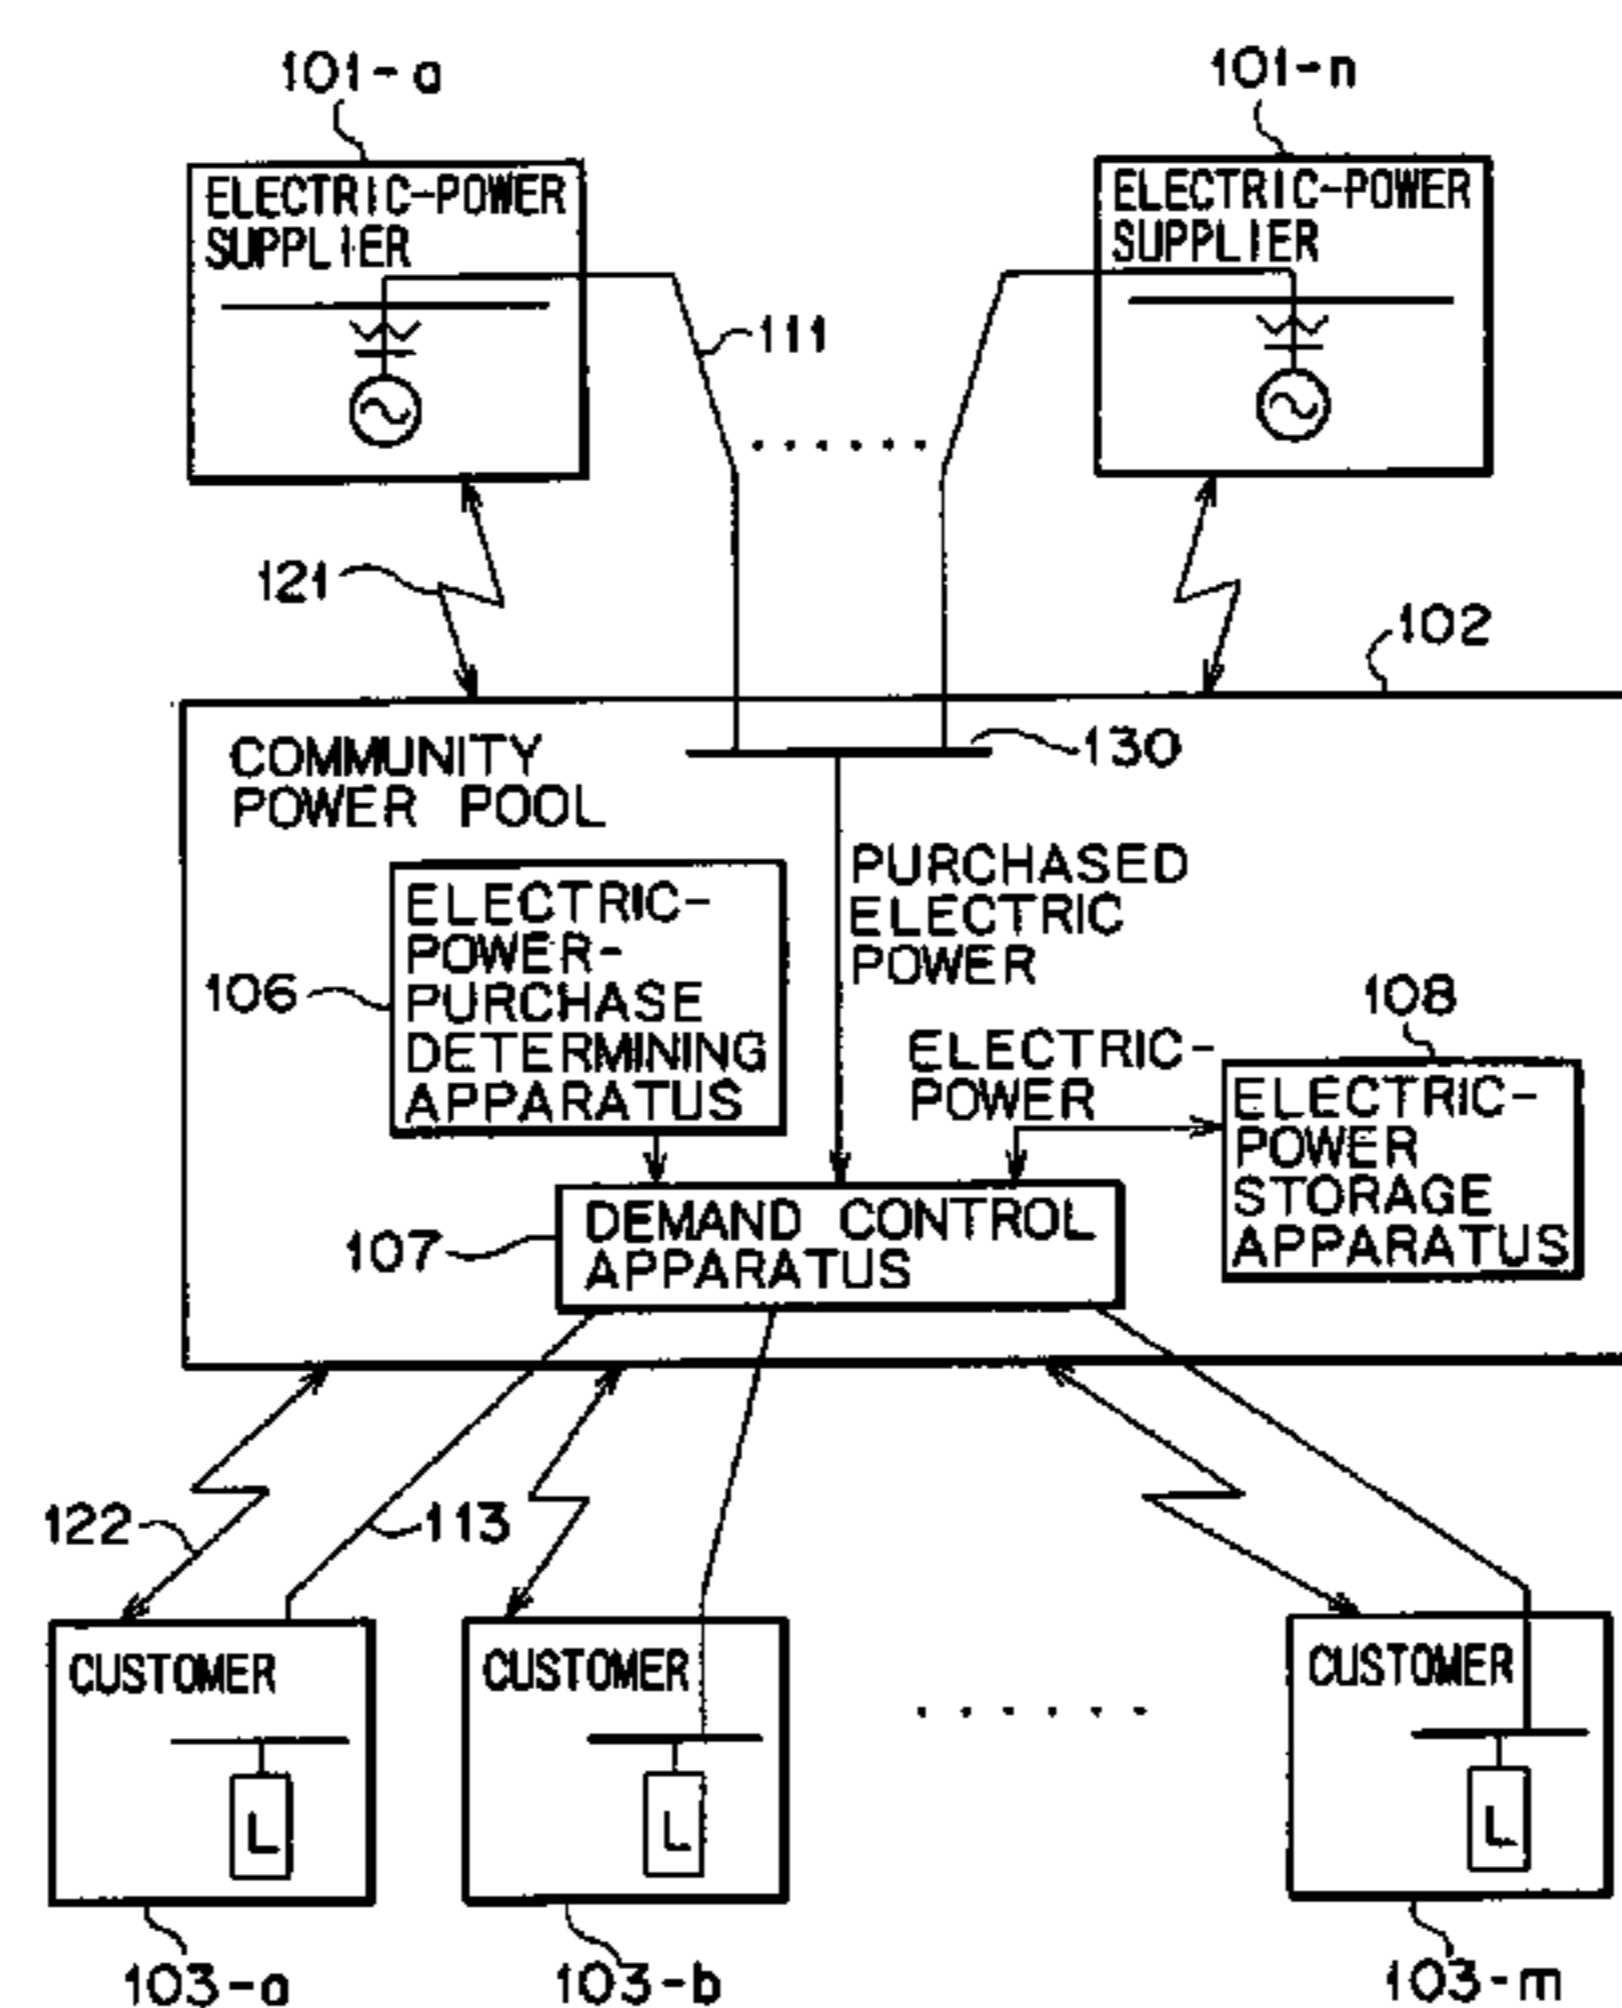 101-a
101-n
ELECTRIC-POWER
SUPPLIER
ELECTRIC-POWER
SUPPLIER
111
121
102
130
COMMUNITY
POWER POOL
PURCHASED
ELECTRIC
POWER
ELECTRIC-
POWER-
PURCHASE
DETERMINING
APPARATUS
106
ELECTRIC-
POWER
108
ELECTRIC-
POWER
STORAGE
APPARATUS
107
DEMAND CONTROL
APPARATUS
122
113
CUSTOMER
L
CUSTOMER
L
CUSTOMER
L
103-a
103-b
103-m